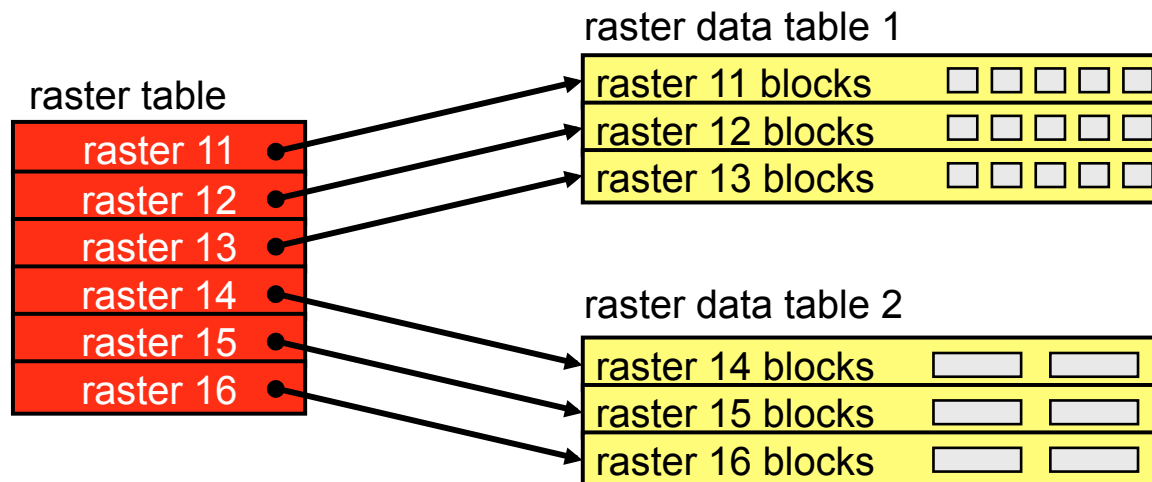 raster table
raster 11
raster 12
raster 13
raster 14
raster 15
raster 16
raster data table 1
raster 11 blocks
raster 12 blocks
raster 13 blocks
raster data table 2
raster 14 blocks
raster 15 blocks
raster 16 blocks